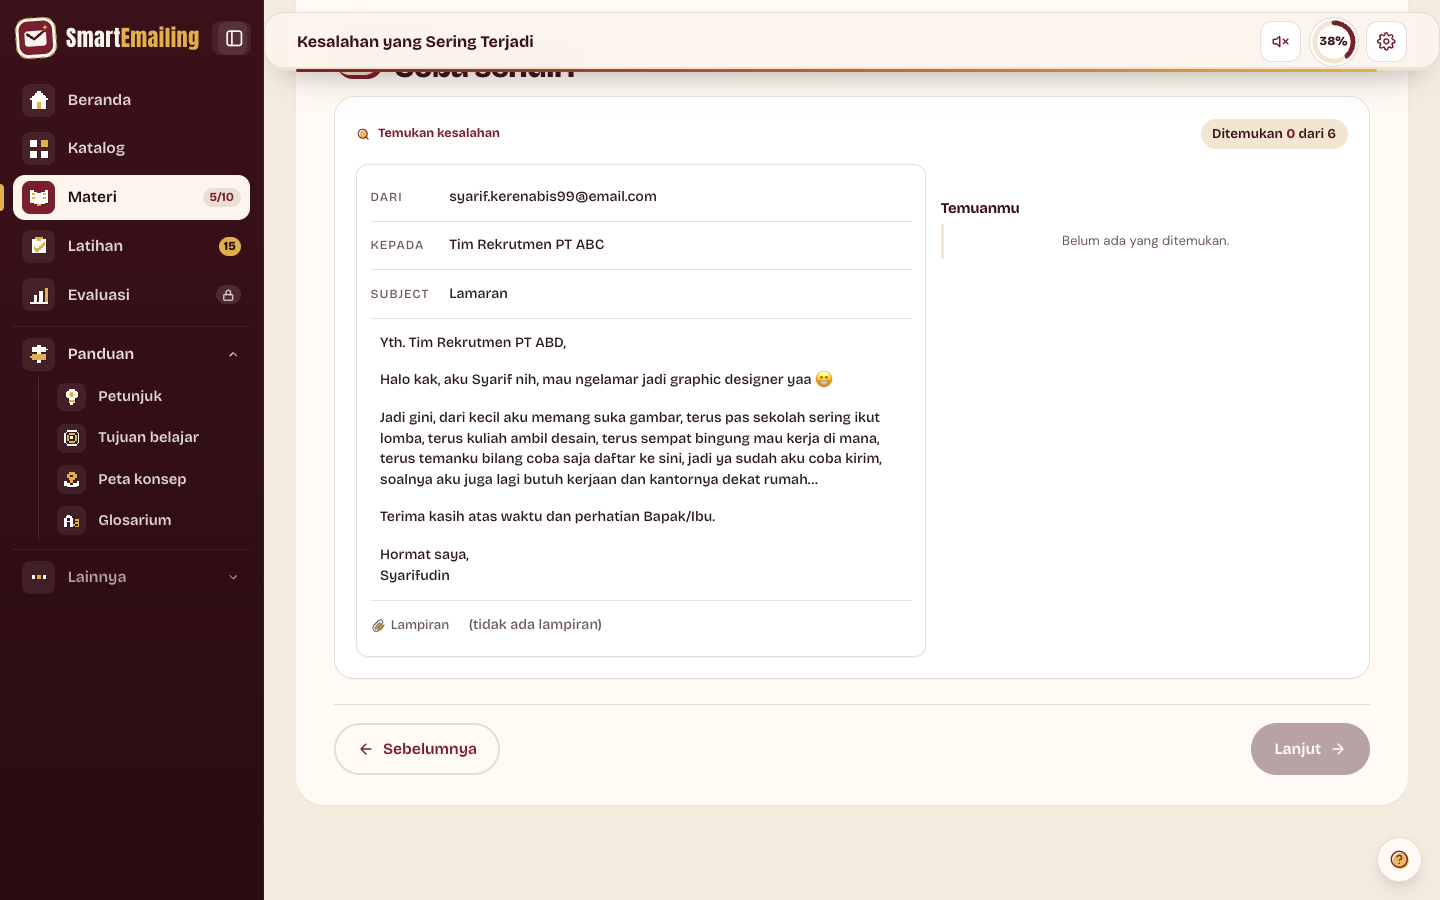 SmartEmailing
Beranda
Katalog
Materi 5/10
Latihan 15
Evaluasi
Panduan
Petunjuk
Tujuan belajar
Peta konsep
Glosarium
Lainnya
Kesalahan yang Sering Terjadi
38%
Coba sendiri
Temukan kesalahan
Ditemukan 0 dari 6
DARI syarif.kerenabis99@email.com
KEPADA Tim Rekrutmen PT ABC
SUBJECT Lamaran
Yth. Tim Rekrutmen PT ABD,
Halo kak, aku Syarif nih, mau ngelamar jadi graphic designer yaa 😁
Jadi gini, dari kecil aku memang suka gambar, terus pas sekolah sering ikut
lomba, terus kuliah ambil desain, terus sempat bingung mau kerja di mana,
terus temanku bilang coba saja daftar ke sini, jadi ya sudah aku coba kirim,
soalnya aku juga lagi butuh kerjaan dan kantornya dekat rumah...
Terima kasih atas waktu dan perhatian Bapak/Ibu.
Hormat saya,
Syarifudin
Lampiran (tidak ada lampiran)
Temuanmu
Belum ada yang ditemukan.
Sebelumnya
Lanjut